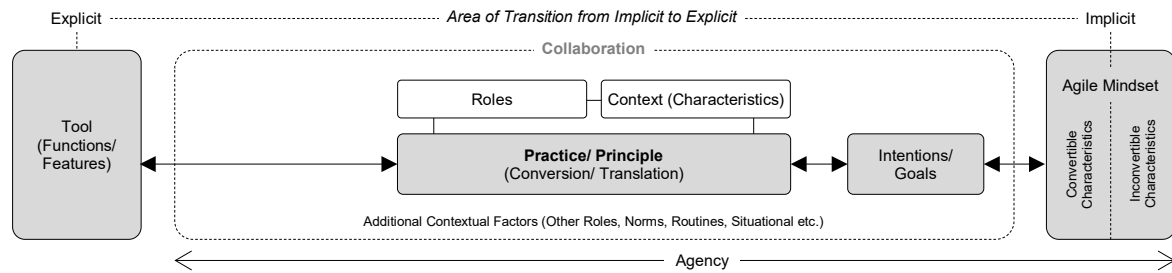 Explicit
Area of Transition from Implicit to Explicit
Implicit
Collaboration
Tool
(Functions/
Features)
Roles
Context (Characteristics)
Practice/ Principle
(Conversion/ Translation)
Intentions/
Goals
Agile Mindset
Convertible
Characteristics
Inconvertible
Characteristics
Additional Contextual Factors (Other Roles, Norms, Routines, Situational etc.)
Agency